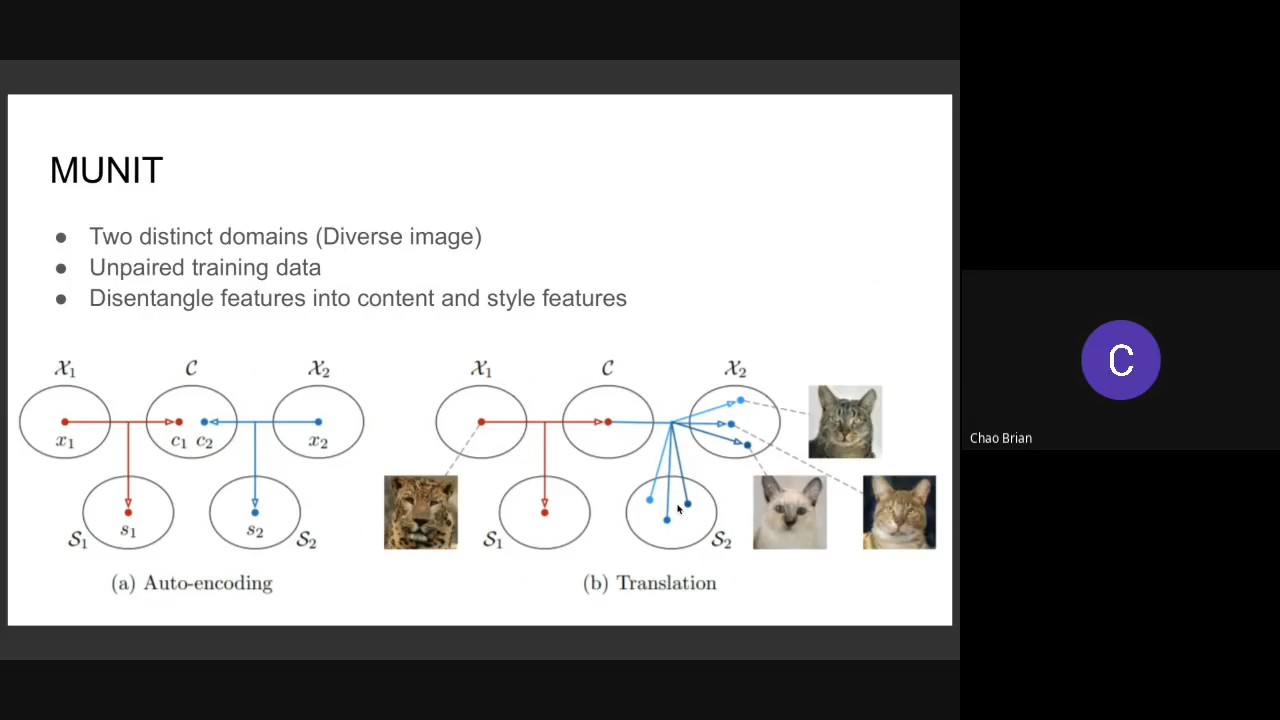 MUNIT
● Two distinct domains (Diverse image)
● Unpaired training data
● Disentangle features into content and style features
𝒳₁ 𝒞 𝒳₂ 𝒳₁ 𝒞 𝒳₂
x₁ c₁ c₂ x₂
s₁ s₂
𝒮₁ 𝒮₂ 𝒮₁ 𝒮₂
(a) Auto-encoding (b) Translation
C
Chao Brian